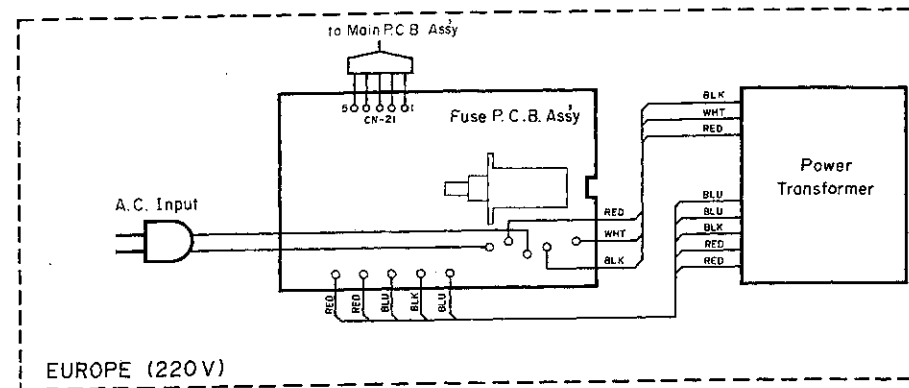 to Main P.C.B. Ass'y
5 1
CN-21
Fuse P.C.B. Ass'y
A.C. Input
BLK
WHT
RED
Power
Transformer
BLU
BLU
BLK
RED
RED
RED
WHT
BLK
RED
RED
BLU
BLK
BLU
EUROPE (220V)